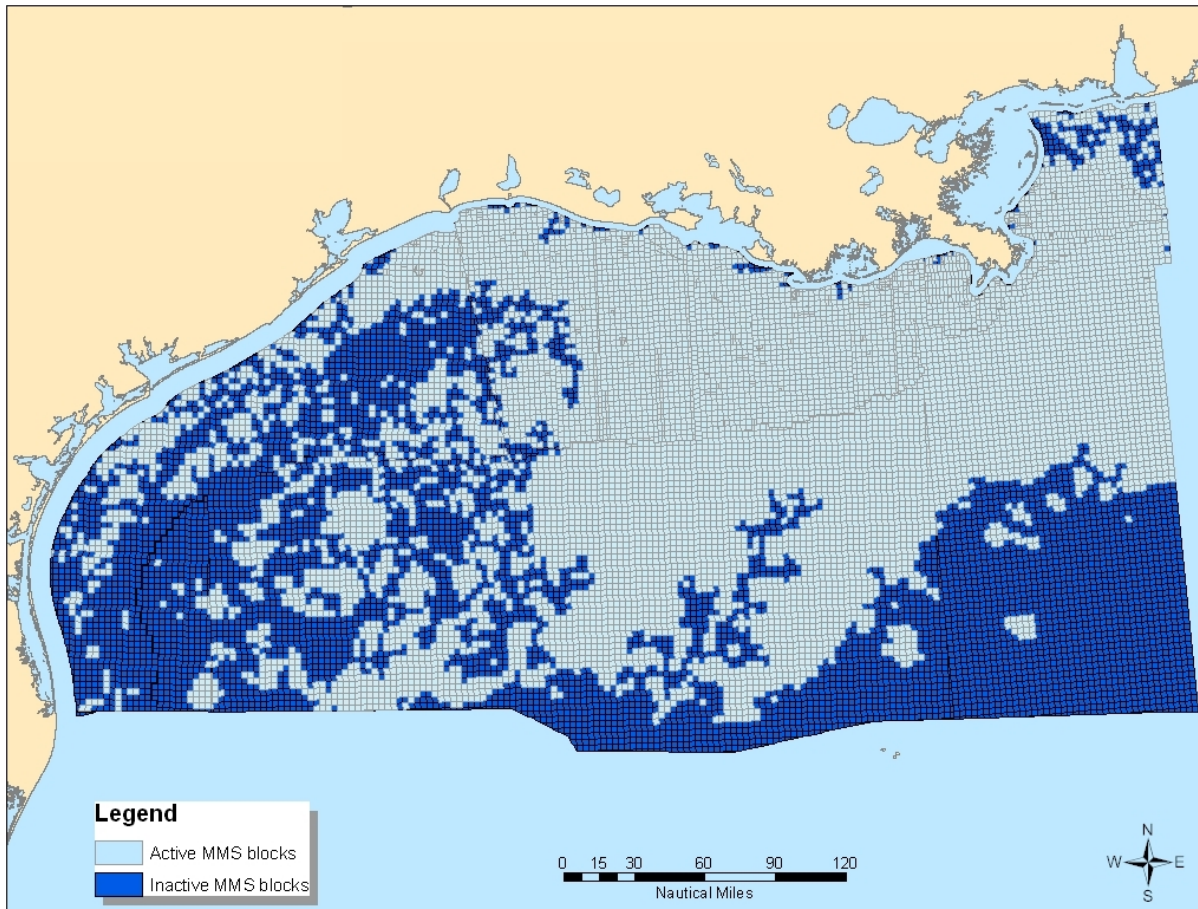 Legend
Active MMS blocks
Inactive MMS blocks
0 15 30 60 90 120
Nautical Miles
N
W E
S